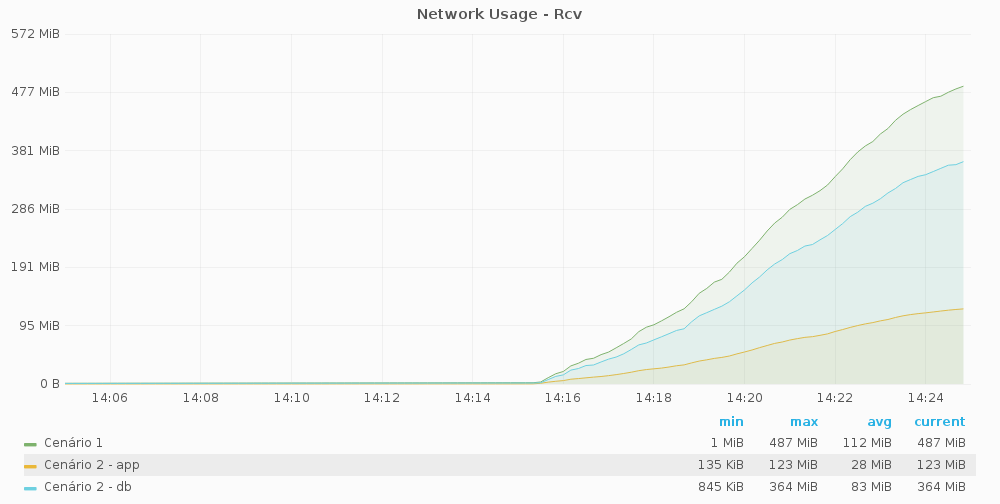 Network Usage - Rcv
572 MiB
477 MiB
381 MiB
286 MiB
191 MiB
95 MiB
0 B
14:06 14:08 14:10 14:12 14:14 14:16 14:18 14:20 14:22 14:24
min max avg current
Cenário 1 1 MiB 487 MiB 112 MiB 487 MiB
Cenário 2 - app 135 KiB 123 MiB 28 MiB 123 MiB
Cenário 2 - db 845 KiB 364 MiB 83 MiB 364 MiB